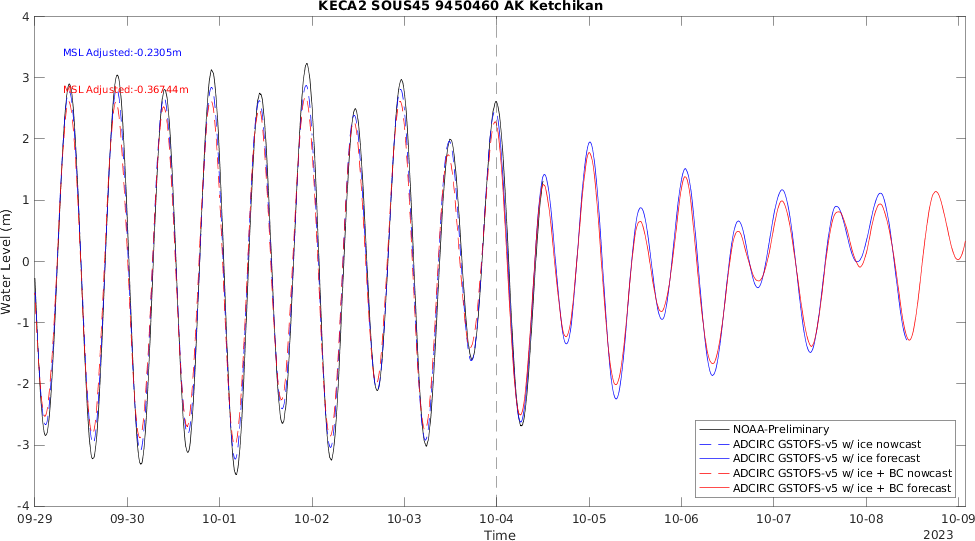 KECA2 SOUS45 9450460 AK Ketchikan
MSL Adjusted:-0.2305m
MSL Adjusted:-0.36744m
Water Level (m)
4
3
2
1
0
-1
-2
-3
-4
NOAA-Preliminary
ADCIRC GSTOFS-v5 w/ ice nowcast
ADCIRC GSTOFS-v5 w/ ice forecast
ADCIRC GSTOFS-v5 w/ ice + BC nowcast
ADCIRC GSTOFS-v5 w/ ice + BC forecast
09-29 09-30 10-01 10-02 10-03 10-04 10-05 10-06 10-07 10-08 10-09
Time
2023